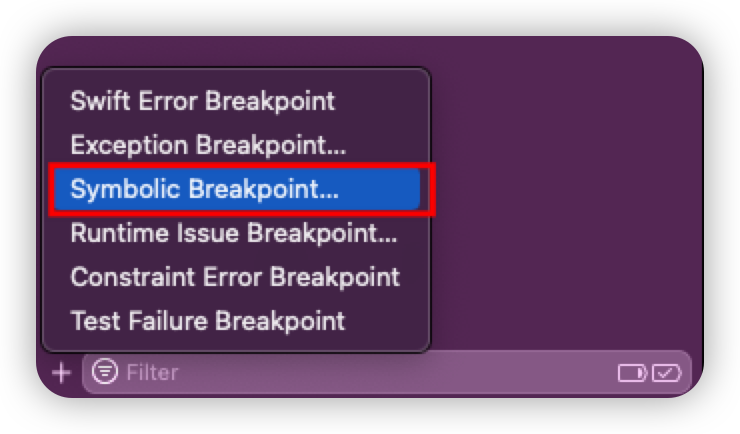 Swift Error Breakpoint
Exception Breakpoint...
Symbolic Breakpoint...
Runtime Issue Breakpoint...
Constraint Error Breakpoint
Test Failure Breakpoint
Filter